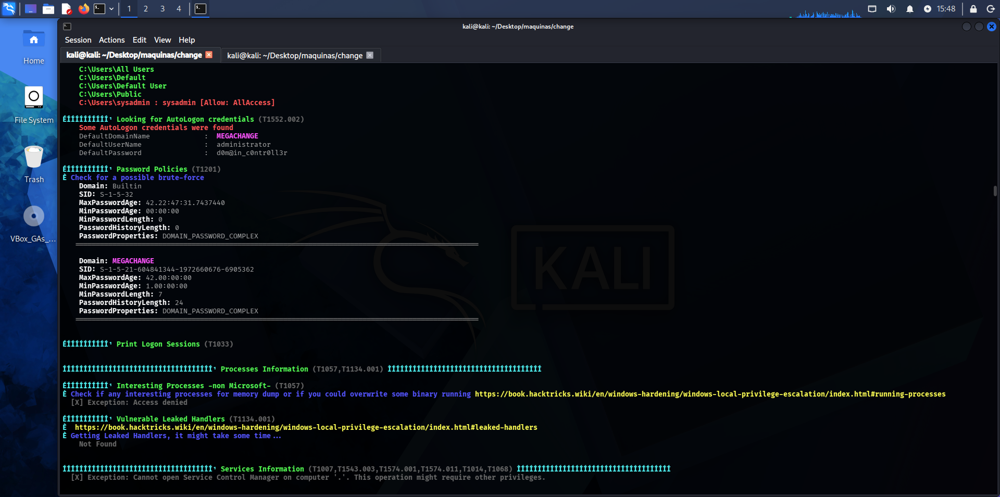 1 2 3 4 15:48
kali@kali: ~/Desktop/maquinas/change
Session Actions Edit View Help
kali@kali: ~/Desktop/maquinas/change kali@kali: ~/Desktop/maquinas/change
Home
File System
Trash
VBox_GAs_...
C:\Users\All Users
C:\Users\Default
C:\Users\Default User
C:\Users\Public
C:\Users\sysadmin : sysadmin [Allow: AllAccess]
ÉÍÍÍÍÍÍÍÍÍÍ¹ Looking for AutoLogon credentials (T1552.002)
Some AutoLogon credentials were found
DefaultDomainName : MEGACHANGE
DefaultUserName : administrator
DefaultPassword : d0m@in_c0ntr0ll3r
ÉÍÍÍÍÍÍÍÍÍÍ¹ Password Policies (T1201)
È Check for a possible brute-force
Domain: Builtin
SID: S-1-5-32
MaxPasswordAge: 42.22:47:31.7437440
MinPasswordAge: 00:00:00
MinPasswordLength: 0
PasswordHistoryLength: 0
PasswordProperties: DOMAIN_PASSWORD_COMPLEX
Domain: MEGACHANGE
SID: S-1-5-21-604841344-1972660676-6905362
MaxPasswordAge: 42.00:00:00
MinPasswordAge: 1.00:00:00
MinPasswordLength: 7
PasswordHistoryLength: 24
PasswordProperties: DOMAIN_PASSWORD_COMPLEX
KALI
ÉÍÍÍÍÍÍÍÍÍÍ¹ Print Logon Sessions (T1033)
ÍÍÍÍÍÍÍÍÍÍÍÍÍÍÍÍÍÍÍÍÍÍÍÍÍÍÍÍÍÍÍÍÍÍÍÍ¹ Processes Information (T1057,T1134.001) ÌÍÍÍÍÍÍÍÍÍÍÍÍÍÍÍÍÍÍÍÍÍÍÍÍÍÍÍÍÍÍÍÍÍÍÍÍ
ÉÍÍÍÍÍÍÍÍÍÍ¹ Interesting Processes -non Microsoft- (T1057)
È Check if any interesting processes for memory dump or if you could overwrite some binary running https://book.hacktricks.wiki/en/windows-hardening/windows-local-privilege-escalation/index.html#running-processes
[X] Exception: Access denied
ÉÍÍÍÍÍÍÍÍÍÍ¹ Vulnerable Leaked Handlers (T1134.001)
È https://book.hacktricks.wiki/en/windows-hardening/windows-local-privilege-escalation/index.html#leaked-handlers
È Getting Leaked Handlers, it might take some time...
Not Found
ÍÍÍÍÍÍÍÍÍÍÍÍÍÍÍÍÍÍÍÍÍÍÍÍÍÍÍÍÍÍÍÍÍÍÍÍ¹ Services Information (T1007,T1543.003,T1574.001,T1574.011,T1014,T1068) ÌÍÍÍÍÍÍÍÍÍÍÍÍÍÍÍÍÍÍÍÍÍÍÍÍÍÍÍÍÍÍÍÍÍÍÍÍ
[X] Exception: Cannot open Service Control Manager on computer '.'. This operation might require other privileges.